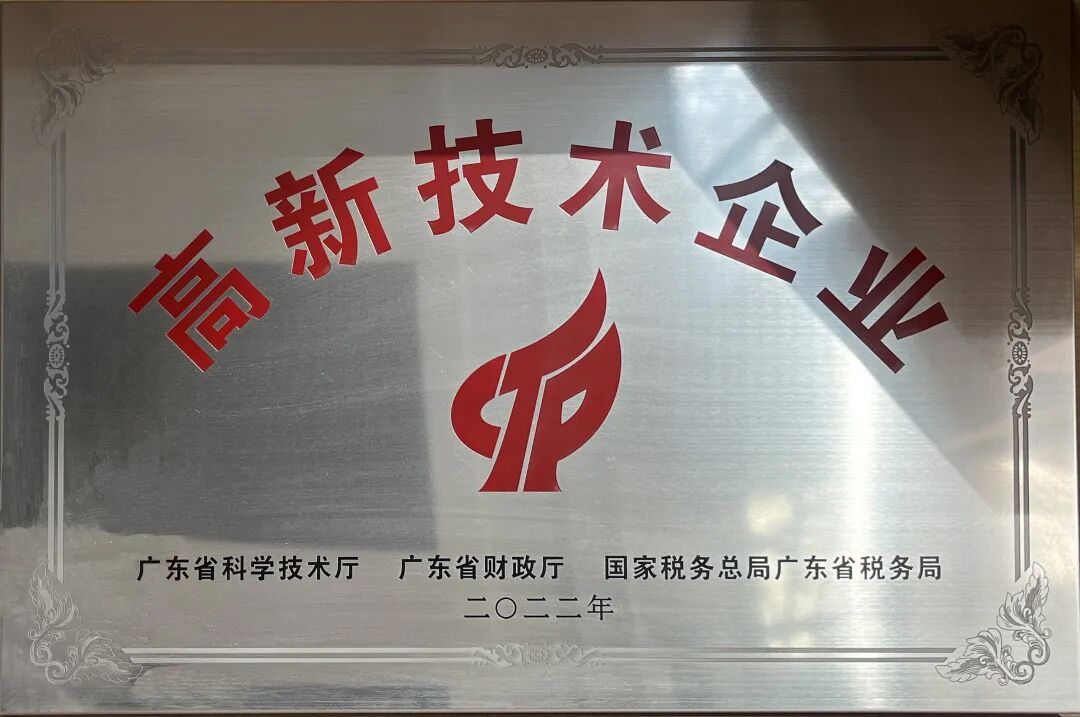 高新技术企业
广东省科学技术厅 广东省财政厅 国家税务总局广东省税务局
二〇二二年